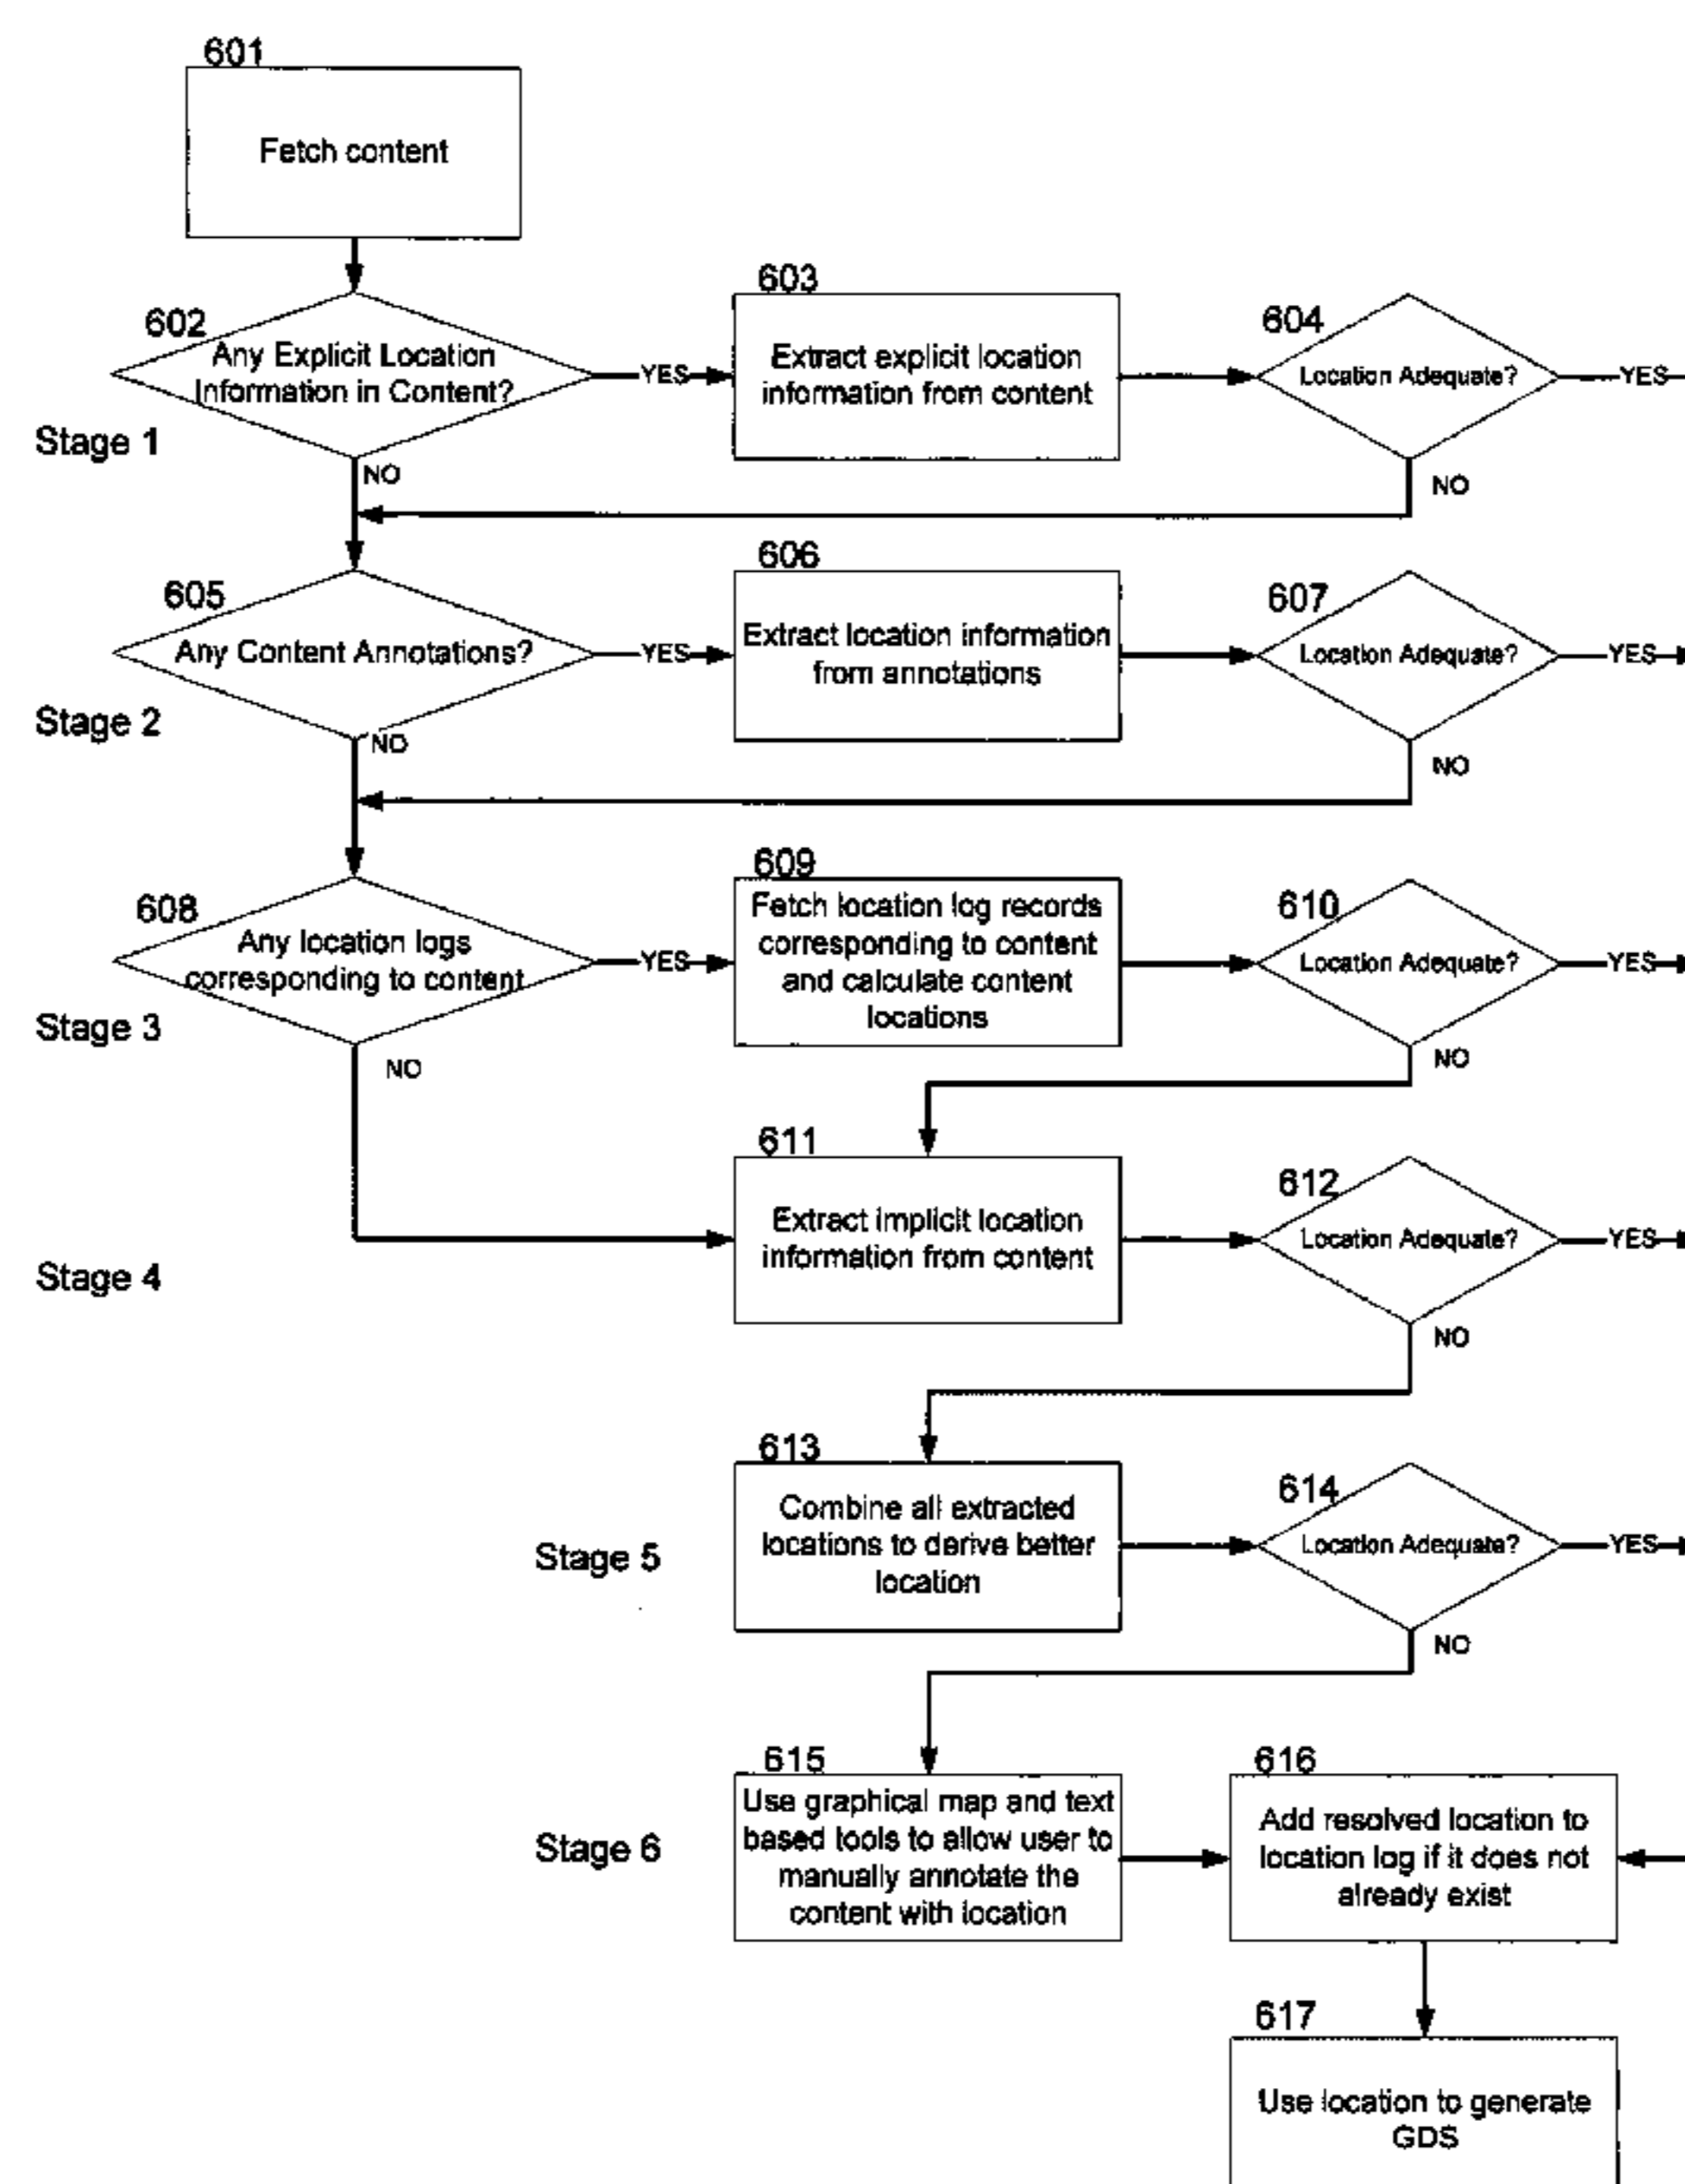 601
Fetch content
602
Any Explicit Location
Information in Content?
YES
603
Extract explicit location
information from content
604
Location Adequate?
YES
Stage 1
NO
NO
605
Any Content Annotations?
YES
606
Extract location information
from annotations
607
Location Adequate?
YES
Stage 2
NO
NO
608
Any location logs
corresponding to content
YES
609
Fetch location log records
corresponding to content
and calculate content
locations
610
Location Adequate?
YES
Stage 3
NO
NO
611
Extract implicit location
information from content
612
Location Adequate?
YES
Stage 4
NO
613
Combine all extracted
locations to derive better
location
614
Location Adequate?
YES
Stage 5
NO
615
Use graphical map and text
based tools to allow user to
manually annotate the
content with location
Stage 6
616
Add resolved location to
location log if it does not
already exist
617
Use location to generate
GDS